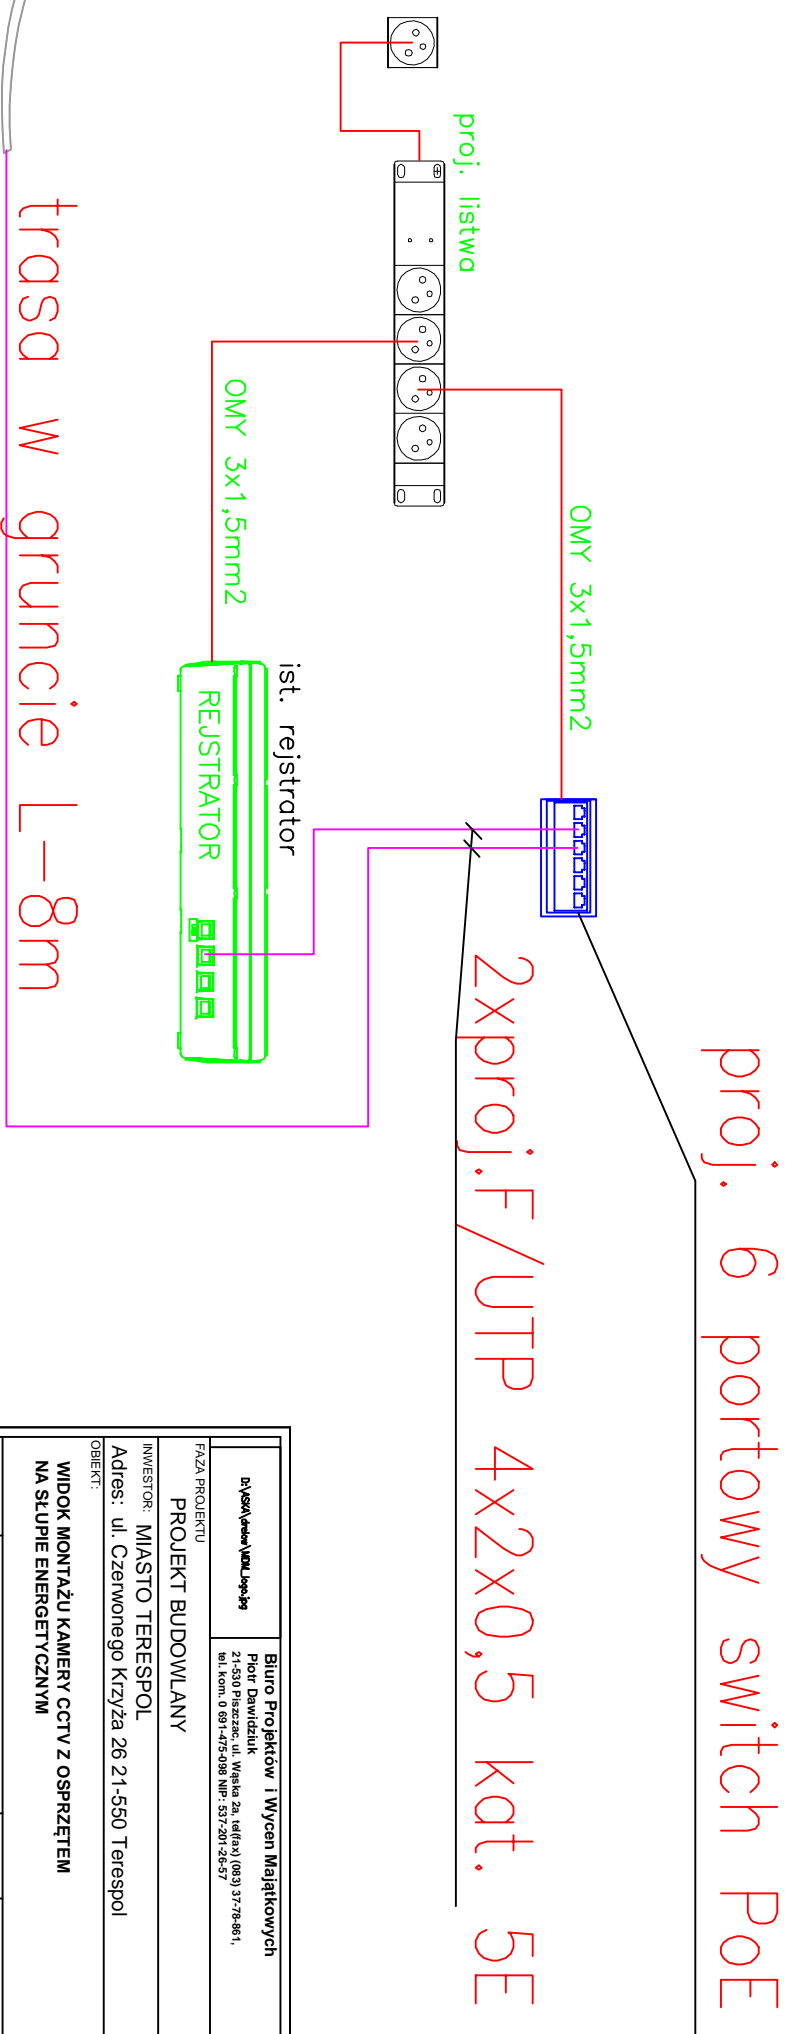 proj. 6 portowy switch PoE
2xproj.F/UTP 4x2x0,5 kat. 5E
OMY 3x1,5mm2
proj. listwa
ist. rejstrator
OMY 3x1,5mm2
REJSTRATOR
trasa w gruncie L-8m
D:\ASKA\drelow\MDM_logo.jpg
Biuro Projektów i Wycen Majątkowych
Piotr Dawidziuk
21-530 Piszczac, ul. Wąska 2a, tel(fax) (083) 37-78-861,
tel. kom. 0 691-475-098 NIP: 537-201-26-57
FAZA PROJEKTU
PROJEKT BUDOWLANY
INWESTOR: MIASTO TERESPOL
Adres: ul. Czerwonego Krzyża 26 21-550 Terespol
OBIEKT:
WIDOK MONTAŻU KAMERY CCTV Z OSPRZĘTEM
NA SŁUPIE ENERGETYCZNYM